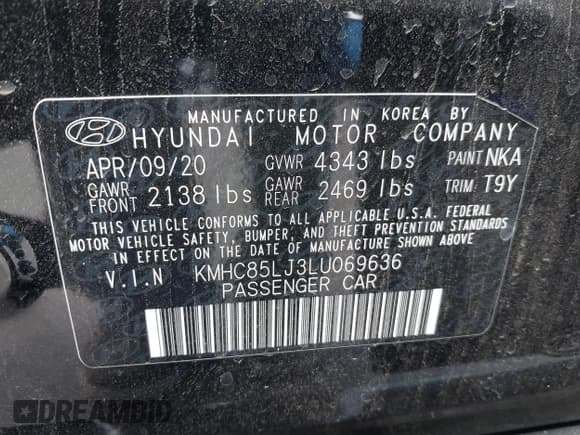 MANUFACTURED IN KOREA BY
HYUNDAI MOTOR COMPANY
APR/09/20 GVWR 4343 lbs PAINT NKA
GAWR FRONT 2138 lbs GAWR REAR 2469 lbs TRIM T9Y
THIS VEHICLE CONFORMS TO ALL APPLICABLE U.S.A. FEDERAL
MOTOR VEHICLE SAFETY, BUMPER, AND THEFT PREVENTION STANDARDS
IN EFFECT ON THE DATE OF MANUFACTURE SHOWN ABOVE.
V.I.N KMHC85LJ3LU069636
PASSENGER CAR
DREAMBID